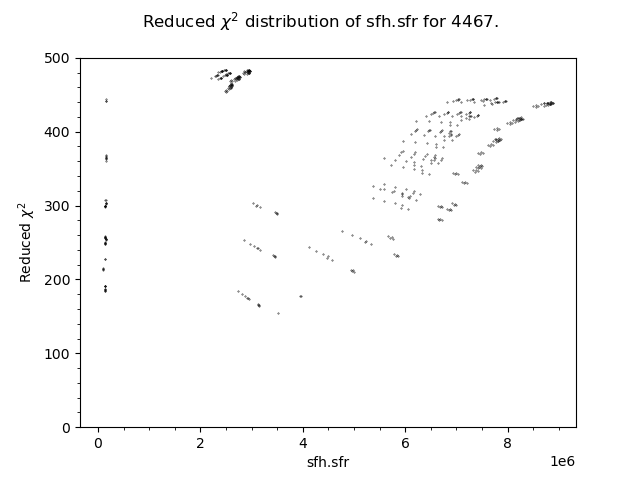 Reduced χ² distribution of sfh.sfr for 4467.
500
400
300
200
100
0
Reduced χ²
0 2 4 6 8
1e6
sfh.sfr